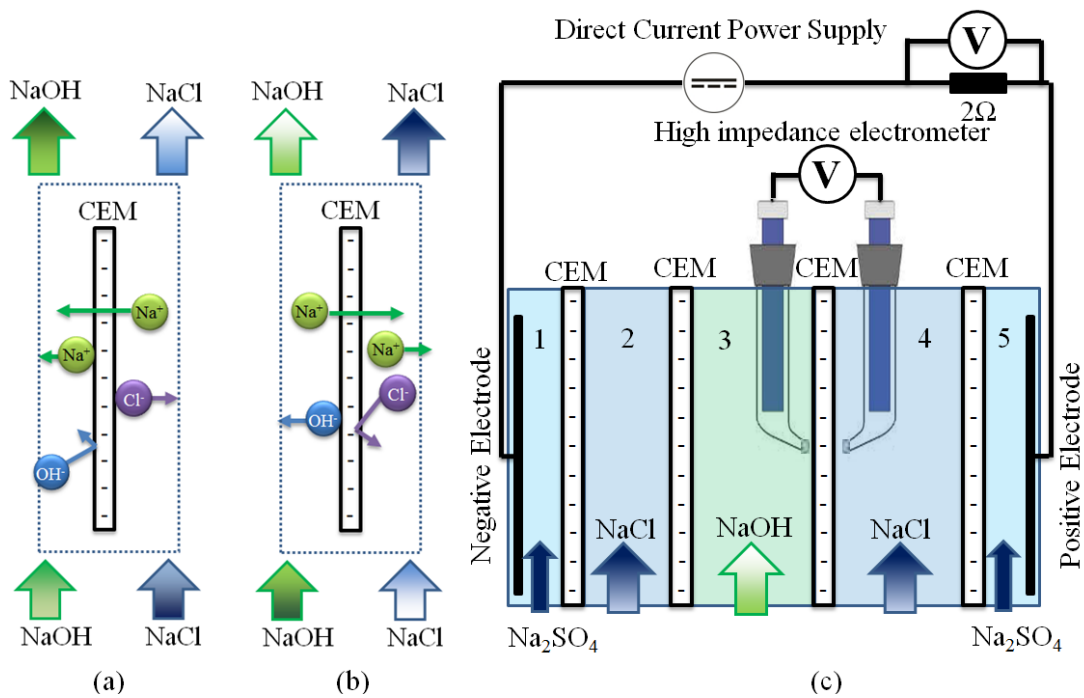 Direct Current Power Supply
V
2Ω
High impedance electrometer
V
NaOH
NaCl
CEM
Na⁺
Na⁺
Cl⁻
OH⁻
NaOH
NaCl
(a)
NaOH
NaCl
CEM
Na⁺
Na⁺
Cl⁻
OH⁻
NaOH
NaCl
(b)
CEM
CEM
CEM
CEM
1
2
3
4
5
Negative Electrode
Positive Electrode
NaCl
NaOH
NaCl
Na₂SO₄
Na₂SO₄
(c)